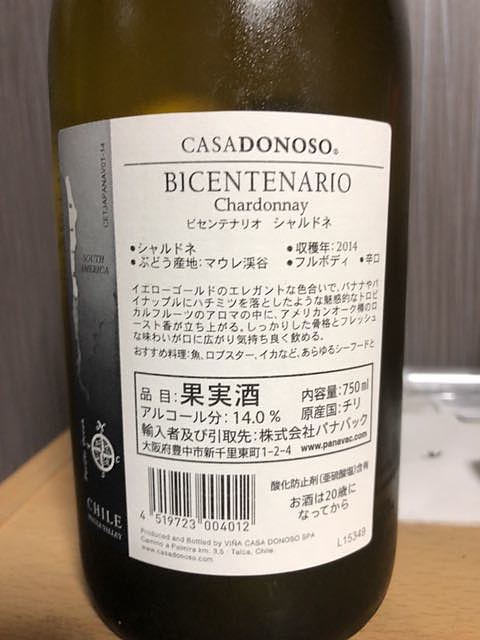 CASADONOSO®
BICENTENARIO
Chardonnay
ビセンテナリオ シャルドネ
●シャルドネ ●収穫年:2014
●ぶどう産地:マウレ渓谷 ●フルボディ ●辛口
イエローゴールドのエレガントな色合いで、バナナやパ
イナップルにハチミツを落としたような魅惑的なトロピ
カルフルーツのアロマの中に、アメリカンオーク樽のロ
ースト香が立ち上がる。しっかりした骨格とフレッシュ
な味わいが口に広がり気持ち良く飲める。
おすすめ料理:魚、ロブスター、イカなど、あらゆるシーフードと
品目:果実酒 内容量:750ml
アルコール分:14.0% 原産国:チリ
輸入者及び引取先:株式会社パナバック
大阪府豊中市新千里東町1-2-4 www.panavac.com
酸化防止剤(亜硫酸塩)含有
お酒は20歳に
なってから
4 519723 004012
L15349
Produced and Bottled by VIÑA CASA DONOSO SPA
Camino a Palmira km. 3,5 · Talca, Chile.
www.casadonoso.com
CETJAPANAV01-14
SOUTH
AMERICA
CHILE
MAULE VALLEY